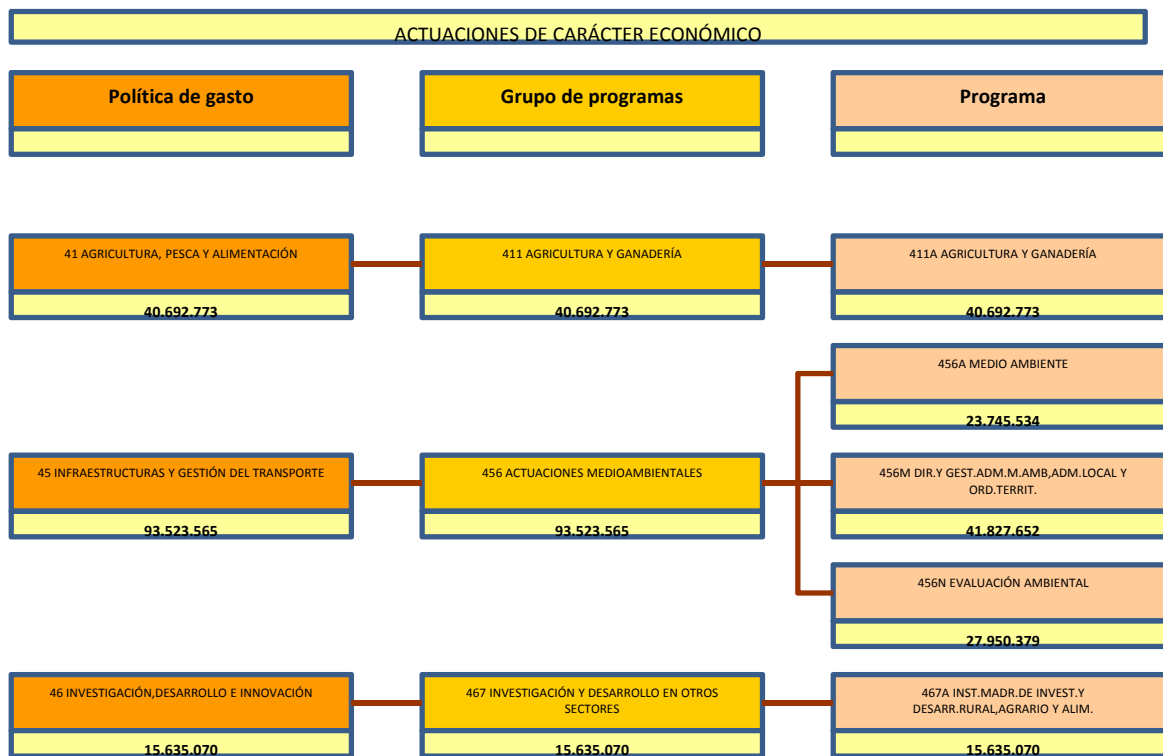 ACTUACIONES DE CARÁCTER ECONÓMICO
Política de gasto
Grupo de programas
Programa
41 AGRICULTURA, PESCA Y ALIMENTACIÓN
40.692.773
411 AGRICULTURA Y GANADERÍA
40.692.773
411A AGRICULTURA Y GANADERÍA
40.692.773
456A MEDIO AMBIENTE
23.745.534
45 INFRAESTRUCTURAS Y GESTIÓN DEL TRANSPORTE
93.523.565
456 ACTUACIONES MEDIOAMBIENTALES
93.523.565
456M DIR.Y GEST.ADM.M.AMB,ADM.LOCAL Y
ORD.TERRIT.
41.827.652
456N EVALUACIÓN AMBIENTAL
27.950.379
46 INVESTIGACIÓN,DESARROLLO E INNOVACIÓN
15.635.070
467 INVESTIGACIÓN Y DESARROLLO EN OTROS
SECTORES
15.635.070
467A INST.MADR.DE INVEST.Y
DESARR.RURAL,AGRARIO Y ALIM.
15.635.070